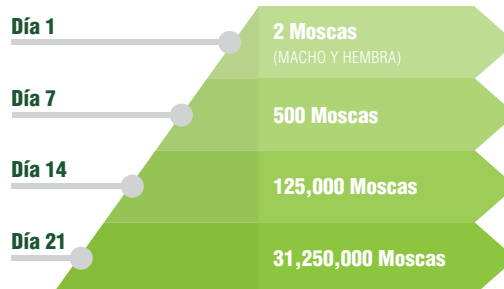 Día 1
2 Moscas
(MACHO Y HEMBRA)
Día 7
500 Moscas
Día 14
125,000 Moscas
Día 21
31,250,000 Moscas